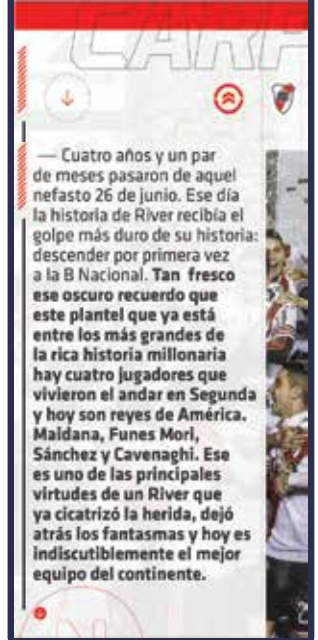 CARP
— Cuatro años y un par
de meses pasaron de aquel
nefasto 26 de junio. Ese día
la historia de River recibía el
golpe más duro de su historia:
descender por primera vez
a la B Nacional. Tan fresco
ese oscuro recuerdo que
este plantel que ya está
entre los más grandes de
la rica historia millonaria
hay cuatro jugadores que
vivieron el andar en Segunda
y hoy son reyes de América.
Maidana, Funes Mori,
Sánchez y Cavenaghi. Ese
es uno de las principales
virtudes de un River que
ya cicatrizó la herida, dejó
atrás los fantasmas y hoy es
indiscutiblemente el mejor
equipo del continente.